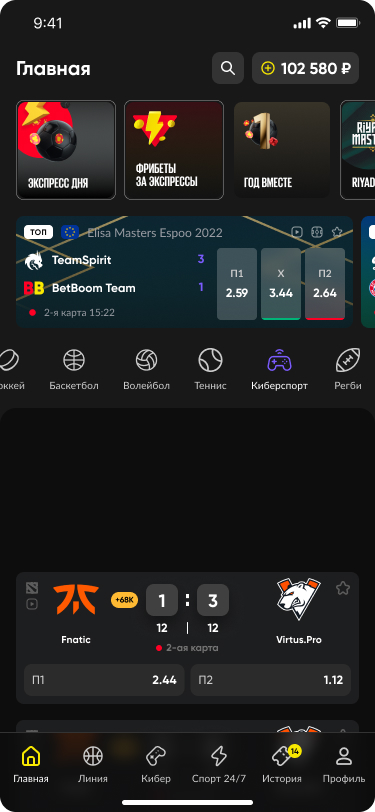 9:41
Главная
102 580 ₽
ЭКСПРЕСС ДНЯ
ФРИБЕТЫ
ЗА ЭКСПРЕССЫ
1
ГОД ВМЕСТЕ
RIYAD
ТОП
Elisa Masters Espoo 2022
TeamSpirit 3
BB BetBoom Team 1
2-я карта 15:22
П1 X П2
2.59 3.44 2.64
оккей Баскетбол Волейбол Теннис Киберспорт Регби
+68K
1 : 3
12 | 12
Fnatic
Virtus.Pro
2-ая карта
П1 2.44 П2 1.12
14
Главная Линия Кибер Спорт 24/7 История Профиль